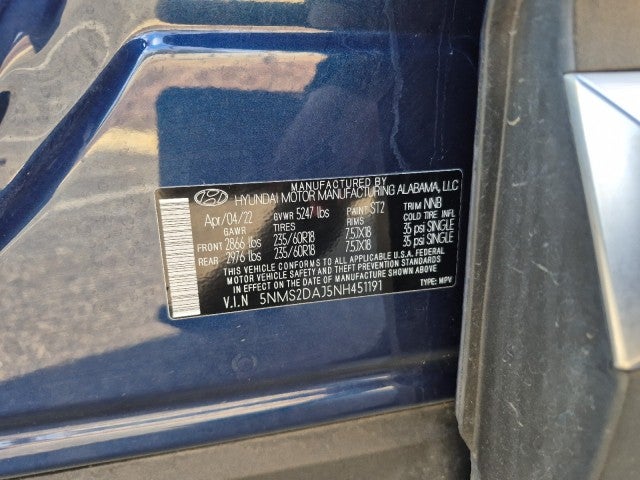 MANUFACTURED BY
HYUNDAI MOTOR MANUFACTURING ALABAMA, LLC
Apr/04/22 GVWR 5247 lbs PAINT ST2 TRIM NNB
GAWR TIRES RIMS COLD TIRE INFL
FRONT 2866 lbs 235/60R18 7.5JX18 35 psi SINGLE
REAR 2976 lbs 235/60R18 7.5JX18 35 psi SINGLE
THIS VEHICLE CONFORMS TO ALL APPLICABLE U.S.A. FEDERAL
MOTOR VEHICLE SAFETY AND THEFT PREVENTION STANDARDS
IN EFFECT ON THE DATE OF MANUFACTURE SHOWN ABOVE
V.I.N 5NMS2DAJ5NH451191 TYPE: MPV